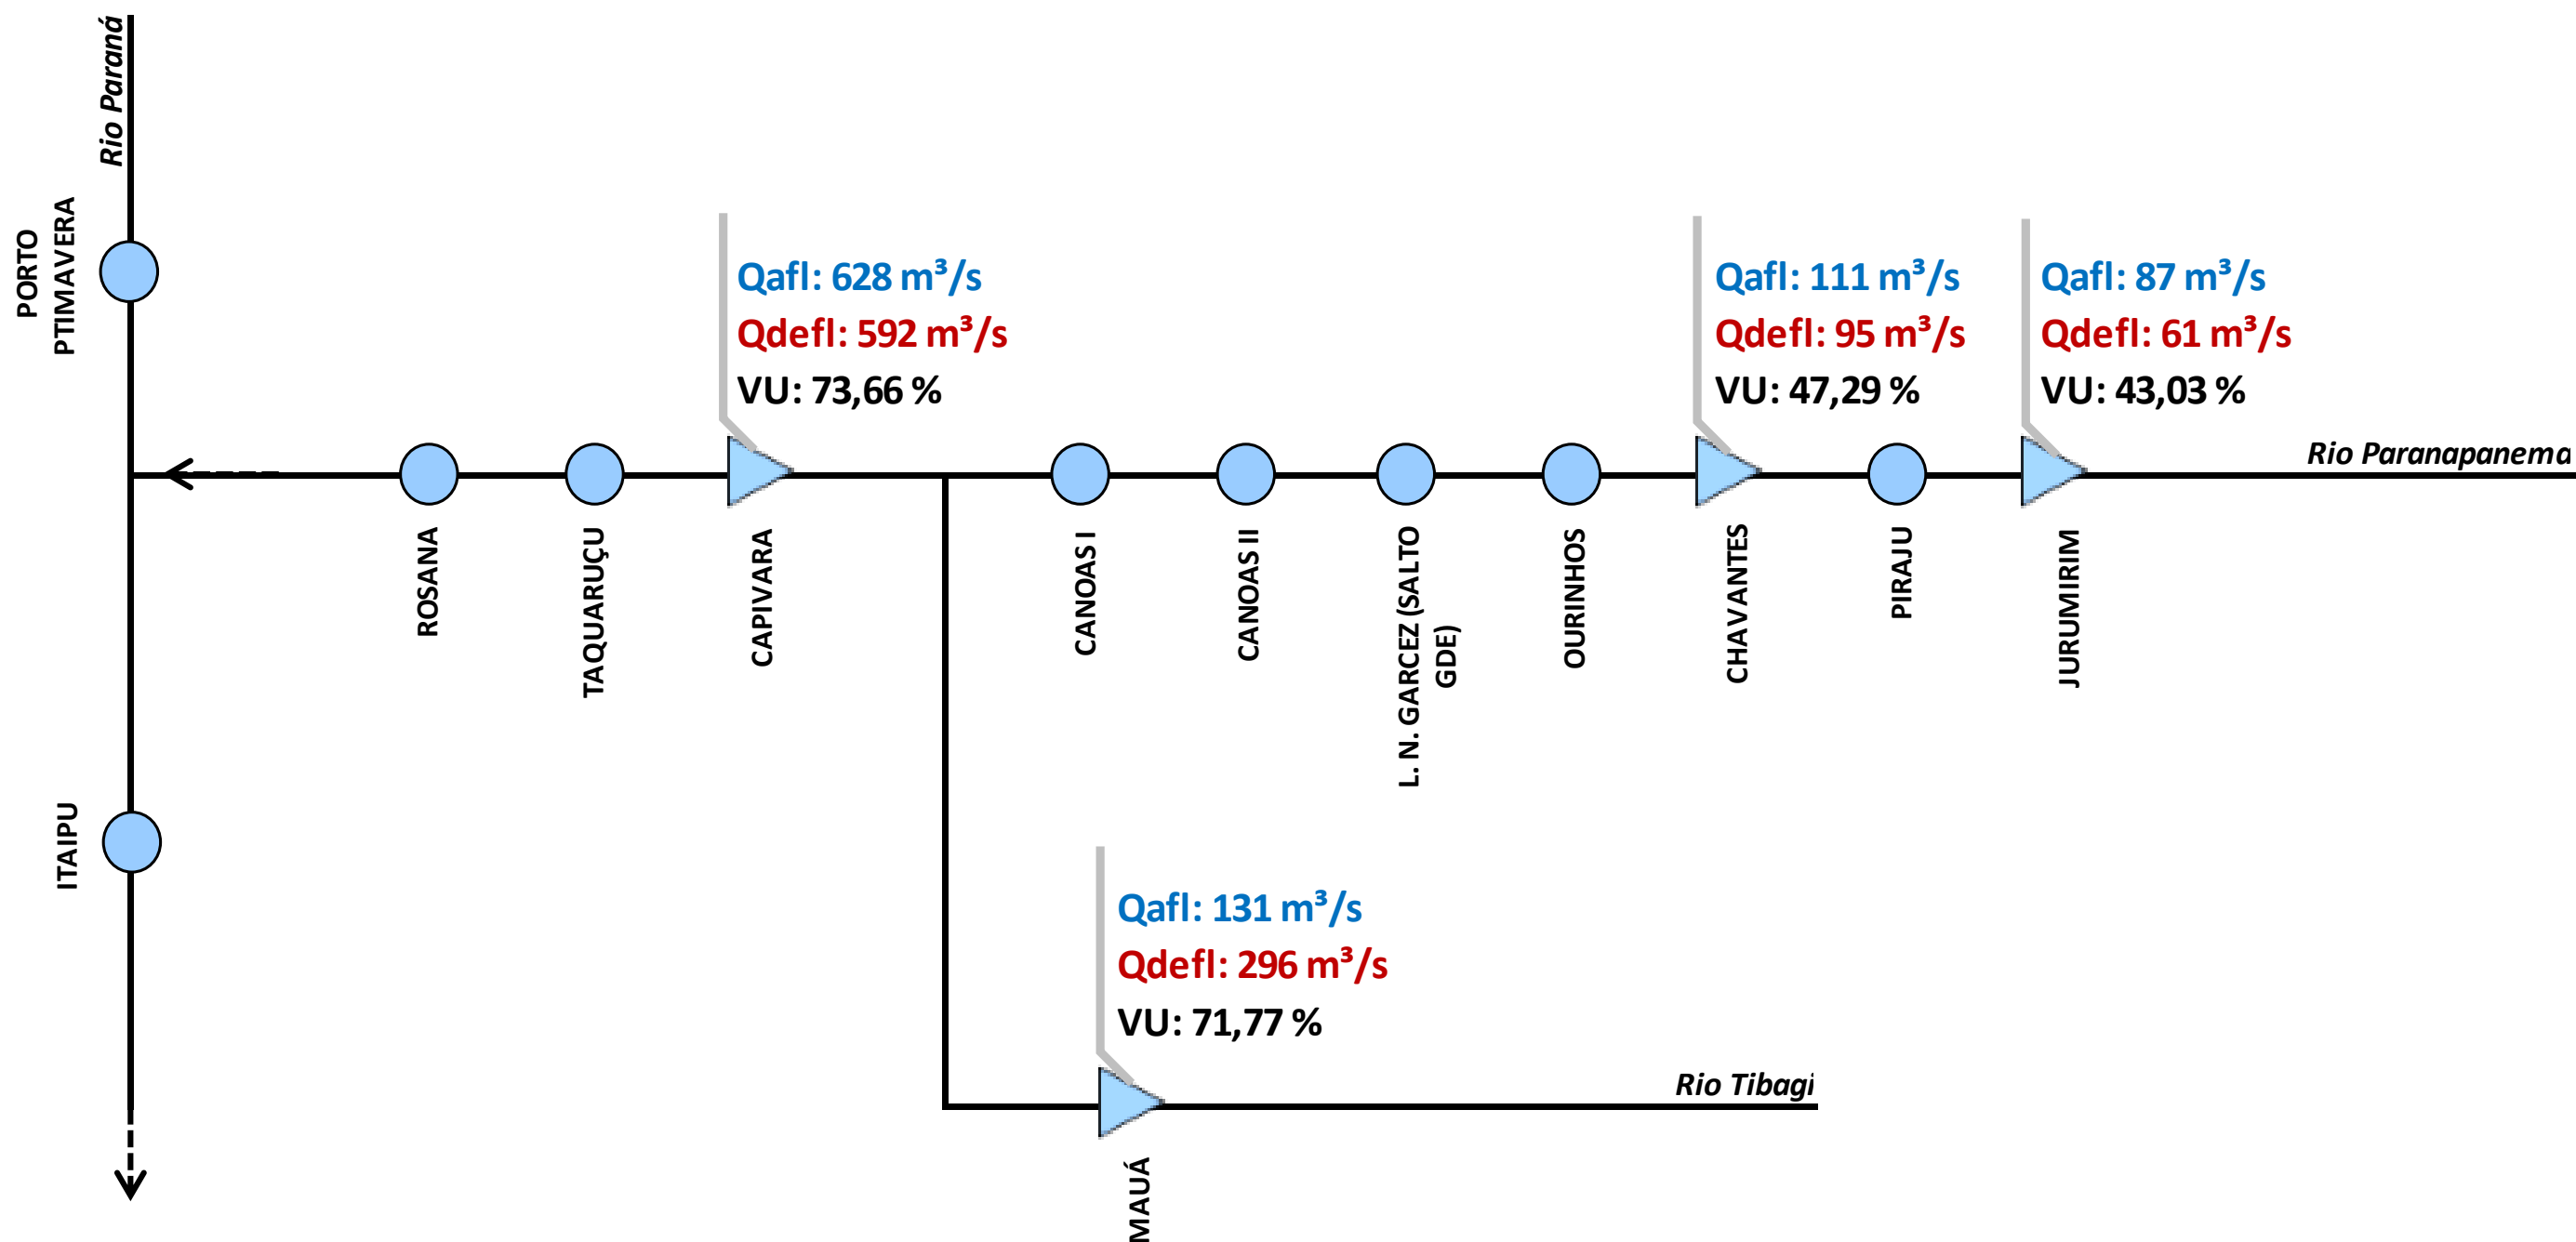 Rio Paraná
PORTO
PTIMAVERA
Qafl: 628 m³/s
Qdefl: 592 m³/s
VU: 73,66 %
Qafl: 111 m³/s
Qdefl: 95 m³/s
VU: 47,29 %
Qafl: 87 m³/s
Qdefl: 61 m³/s
VU: 43,03 %
Rio Paranapanema
ROSANA
TAQUARUÇU
CAPIVARA
CANOAS I
CANOAS II
L. N. GARCEZ (SALTO
GDE)
OURINHOS
CHAVANTES
PIRAJU
JURUMIRIM
ITAIPU
Qafl: 131 m³/s
Qdefl: 296 m³/s
VU: 71,77 %
Rio Tibagi
MAUÁ